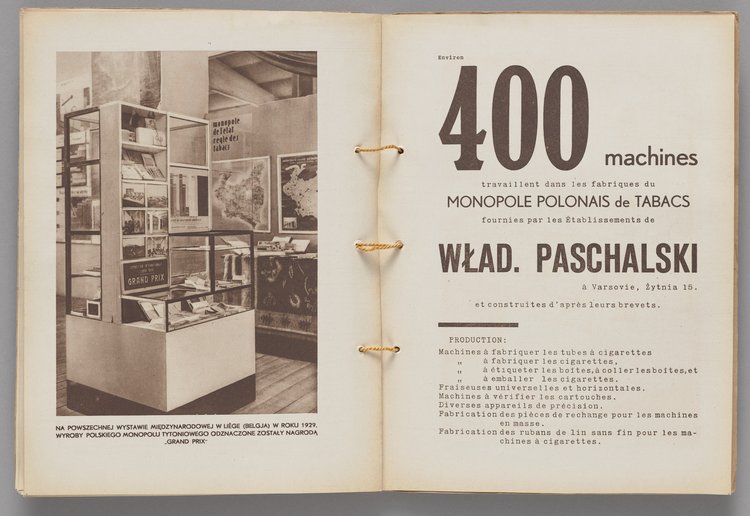 monopole
de l'état
regie des
tabacs
GRAND PRIX
NA POWSZECHNEJ WYSTAWIE MIĘDZYNARODOWEJ W LIÈGE (BELGJA) W ROKU 1929,
WYROBY POLSKIEGO MONOPOLU TYTONIOWEGO ODZNACZONE ZOSTAŁY NAGRODĄ
„GRAND PRIX"
Environ
400
machines
travaillent dans les fabriques du
MONOPOLE POLONAIS de TABACS
fournies par les Établissements de
WŁAD. PASCHALSKI
à Varsovie, Żytnia 15.
et construites d'après leurs brevets.
PRODUCTION:
Machines à fabriquer les tubes à cigarettes
„ à fabriquer les cigarettes,
„ à étiqueter les boîtes, à coller les boîtes, et
„ à emballer les cigarettes.
Fraiseuses universelles et horizontales.
Machines à vérifier les cartouches.
Diverses appareils de précision.
Fabrication des pièces de rechange pour les machines
en masse.
Fabrication des rubans de lin sans fin pour les ma-
chines à cigarettes.